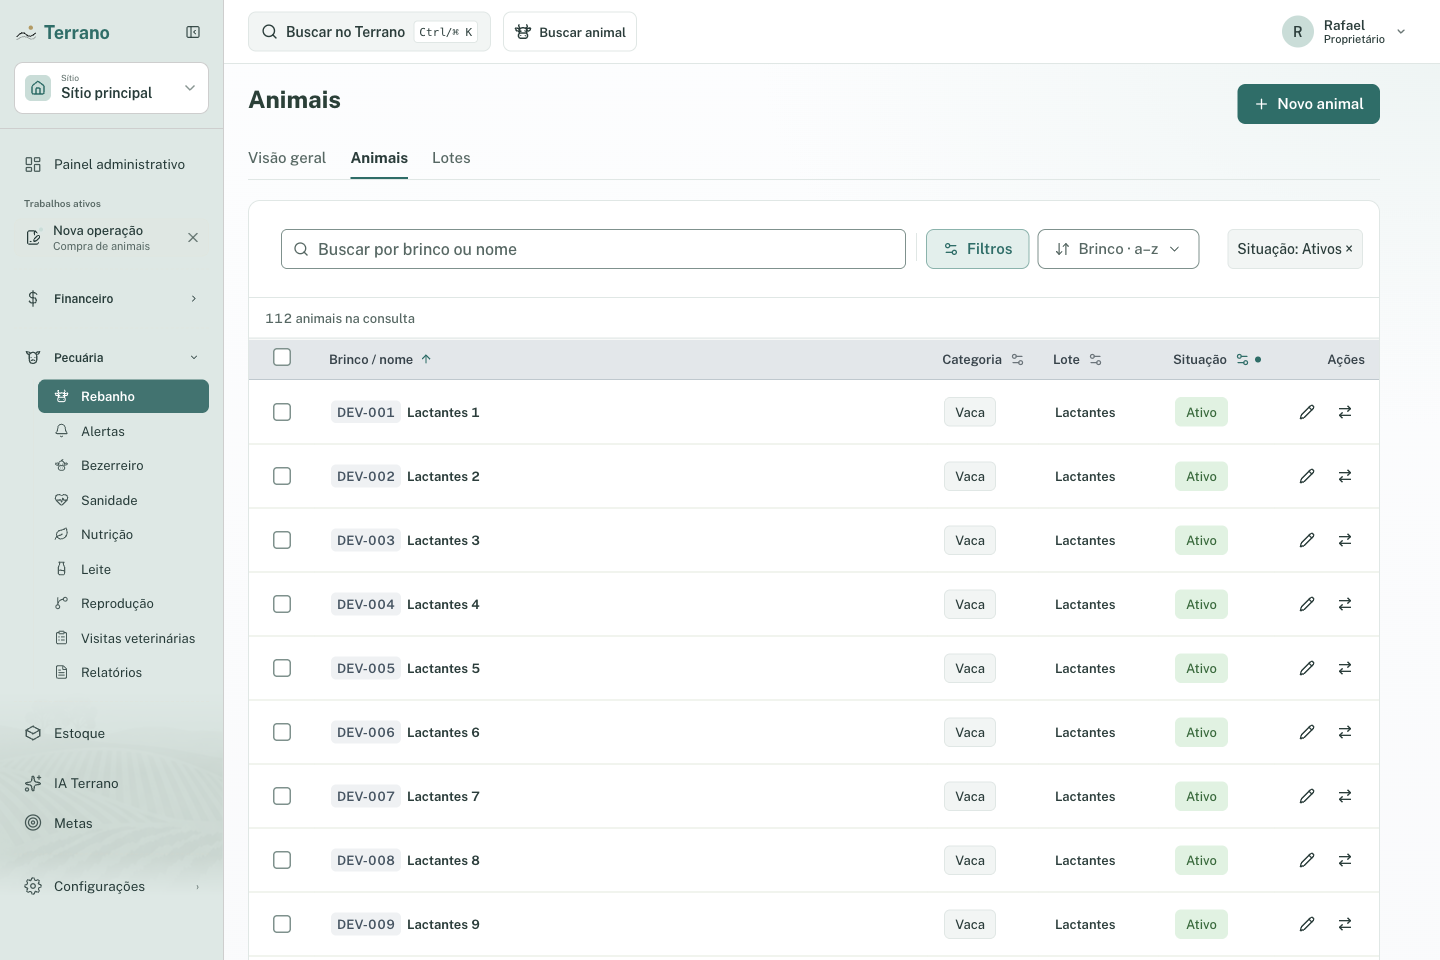 Terrano
Sítio
Sítio principal
Painel administrativo
Trabalhos ativos
Nova operação
Compra de animais
Financeiro
Pecuária
Rebanho
Alertas
Bezerreiro
Sanidade
Nutrição
Leite
Reprodução
Visitas veterinárias
Relatórios
Estoque
IA Terrano
Metas
Configurações
Buscar no Terrano Ctrl/⌘ K
Buscar animal
R
Rafael
Proprietário
Animais
Novo animal
Visão geral Animais Lotes
Buscar por brinco ou nome
Filtros
Brinco · a–z
Situação: Ativos ×
112 animais na consulta
Brinco / nome Categoria Lote Situação Ações
DEV-001 Lactantes 1 Vaca Lactantes Ativo
DEV-002 Lactantes 2 Vaca Lactantes Ativo
DEV-003 Lactantes 3 Vaca Lactantes Ativo
DEV-004 Lactantes 4 Vaca Lactantes Ativo
DEV-005 Lactantes 5 Vaca Lactantes Ativo
DEV-006 Lactantes 6 Vaca Lactantes Ativo
DEV-007 Lactantes 7 Vaca Lactantes Ativo
DEV-008 Lactantes 8 Vaca Lactantes Ativo
DEV-009 Lactantes 9 Vaca Lactantes Ativo